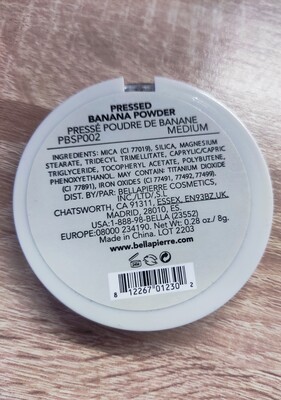 PRESSED
BANANA POWDER
PRESSÉ POUDRE DE BANANE
PBSP002 MEDIUM
INGREDIENTS: MICA (CI 77019), SILICA, MAGNESIUM
STEARATE, TRIDECYL TRIMELLITATE, CAPRYLIC/CAPRIC
TRIGLYCERIDE, TOCOPHERYL ACETATE, POLYBUTENE,
PHENOXYETHANOL. MAY CONTAIN: TITANIUM DIOXIDE
(CI 77891), IRON OXIDES (CI 77491, 77492, 77499).
DIST. BY/PAR: BELLAPIERRE COSMETICS,
INC./LTD/ S.L
CHATSWORTH, CA 91311, ESSEX, EN93BZ,UK.
MADRID, 28010, ES.
USA:1-888-98-BELLA (23552)
EUROPE:08000 234190. Net Wt: 0.28 oz / 8g.
Made in China. LOT 2203
www.bellapierre.com
8 12267 01230 2